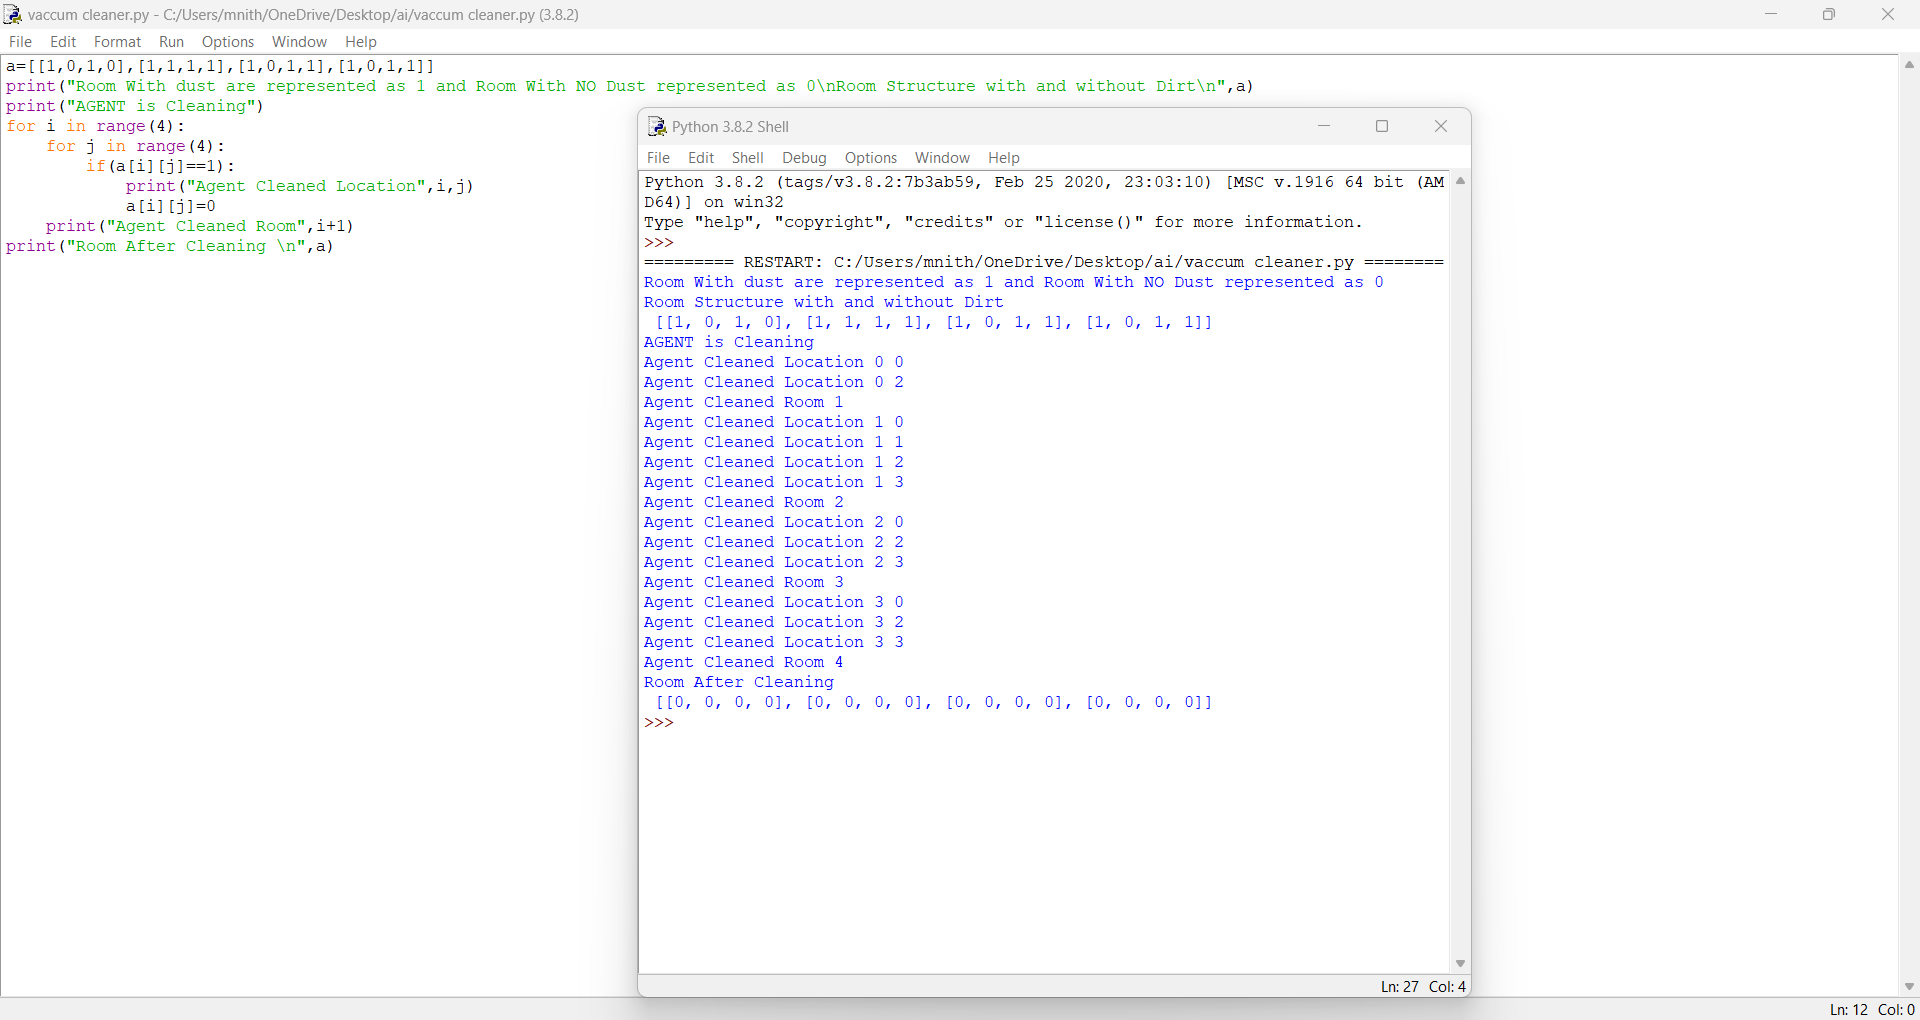 vaccum cleaner.py - C:/Users/mnith/OneDrive/Desktop/ai/vaccum cleaner.py (3.8.2)
File Edit Format Run Options Window Help
a=[[1,0,1,0],[1,1,1,1],[1,0,1,1],[1,0,1,1]]
print("Room With dust are represented as 1 and Room With NO Dust represented as 0\nRoom Structure with and without Dirt\n",a)
print("AGENT is Cleaning")
for i in range(4):
    for j in range(4):
        if(a[i][j]==1):
            print("Agent Cleaned Location",i,j)
            a[i][j]=0
    print("Agent Cleaned Room",i+1)
print("Room After Cleaning \n",a)
Python 3.8.2 Shell
File Edit Shell Debug Options Window Help
Python 3.8.2 (tags/v3.8.2:7b3ab59, Feb 25 2020, 23:03:10) [MSC v.1916 64 bit (AM
D64)] on win32
Type "help", "copyright", "credits" or "license()" for more information.
>>>
========= RESTART: C:/Users/mnith/OneDrive/Desktop/ai/vaccum cleaner.py ========
Room With dust are represented as 1 and Room With NO Dust represented as 0
Room Structure with and without Dirt
 [[1, 0, 1, 0], [1, 1, 1, 1], [1, 0, 1, 1], [1, 0, 1, 1]]
AGENT is Cleaning
Agent Cleaned Location 0 0
Agent Cleaned Location 0 2
Agent Cleaned Room 1
Agent Cleaned Location 1 0
Agent Cleaned Location 1 1
Agent Cleaned Location 1 2
Agent Cleaned Location 1 3
Agent Cleaned Room 2
Agent Cleaned Location 2 0
Agent Cleaned Location 2 2
Agent Cleaned Location 2 3
Agent Cleaned Room 3
Agent Cleaned Location 3 0
Agent Cleaned Location 3 2
Agent Cleaned Location 3 3
Agent Cleaned Room 4
Room After Cleaning
 [[0, 0, 0, 0], [0, 0, 0, 0], [0, 0, 0, 0], [0, 0, 0, 0]]
>>>
Ln: 27 Col: 4
Ln: 12 Col: 0